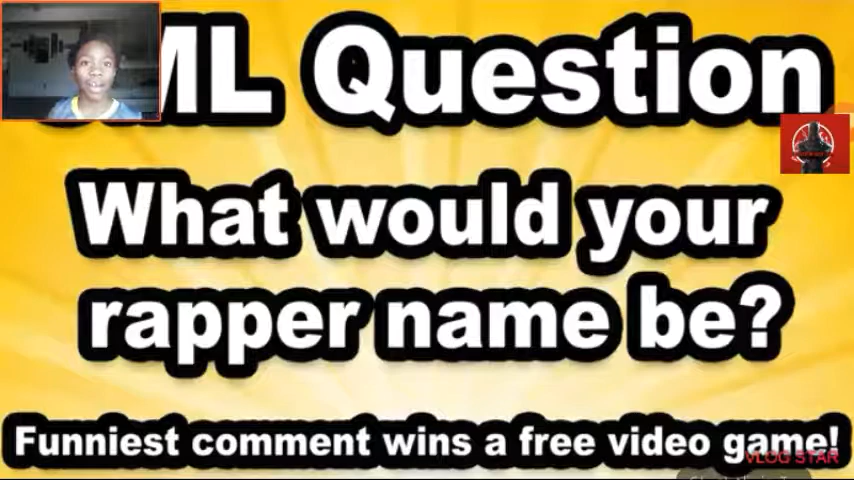 ML Question
What would your
rapper name be?
Funniest comment wins a free video game!
VLOG STAR